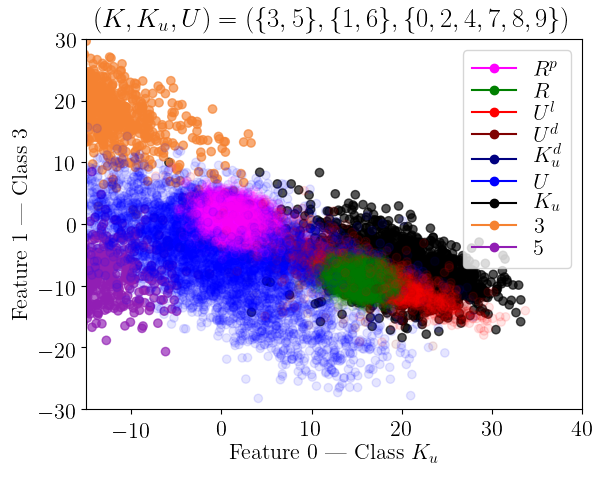 (K, K_u, U) = ({3, 5}, {1, 6}, {0, 2, 4, 7, 8, 9})
30
20
10
0
−10
−20
−30
−10
0
10
20
30
40
Feature 1 — Class 3
Feature 0 — Class K_u
R^p
R
U^l
U^d
K_u^d
U
K_u
3
5